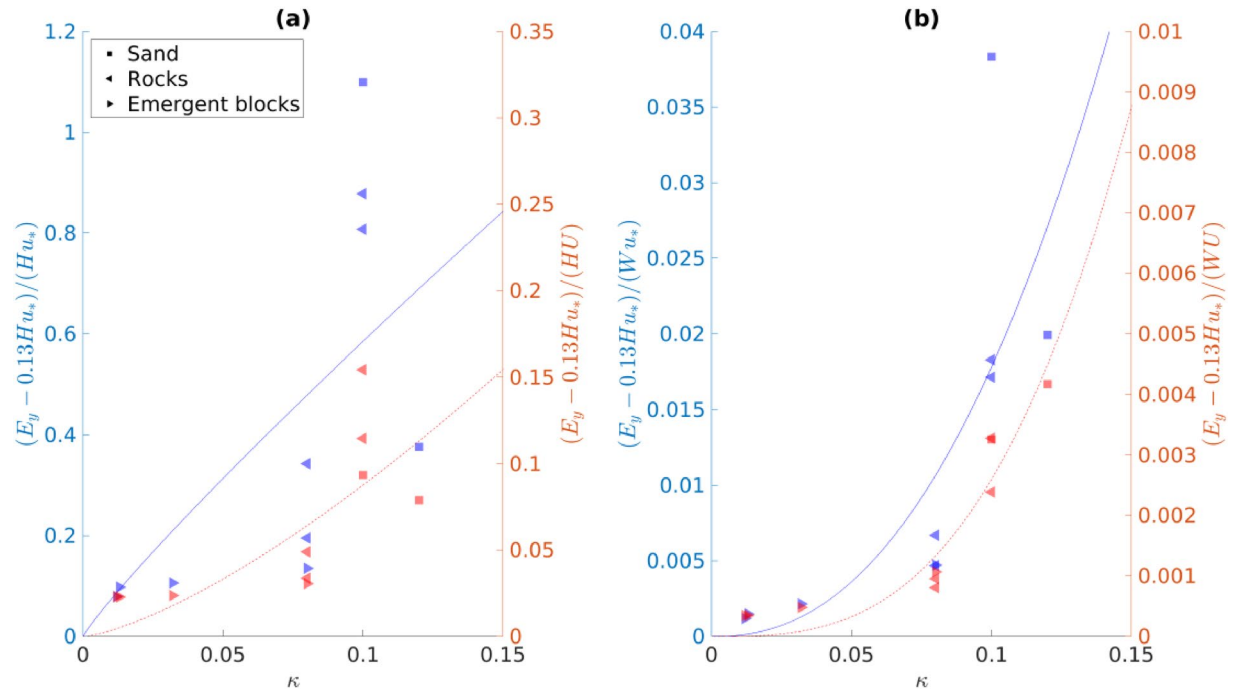 (a)
(b)
Sand
Rocks
Emergent blocks
1.2
1
0.8
0.6
0.4
0.2
0
(E_y − 0.13Hu_*)/(Hu_*)
0.35
0.3
0.25
0.2
0.15
0.1
0.05
0
(E_y − 0.13Hu_*)/(HU)
0 0.05 0.1 0.15
κ
0.04
0.035
0.03
0.025
0.02
0.015
0.01
0.005
0
(E_y − 0.13Hu_*)/(Wu_*)
0.01
0.009
0.008
0.007
0.006
0.005
0.004
0.003
0.002
0.001
0
(E_y − 0.13Hu_*)/(WU)
0 0.05 0.1 0.15
κ